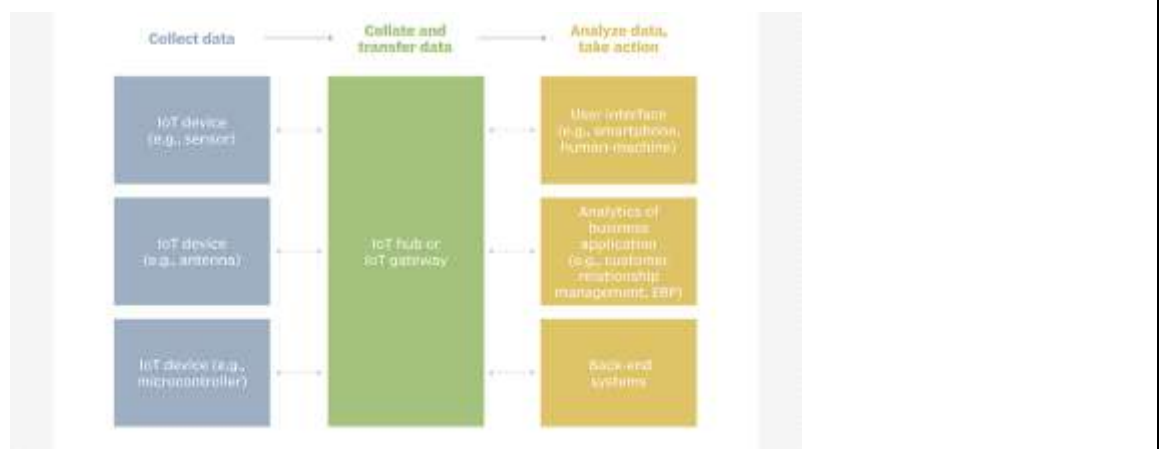 Collect data
Collate and
transfer data
Analyze data,
take action
IoT device
(e.g., sensor)
IoT device
(e.g., antenna)
IoT device (e.g.,
microcontroller)
IoT hub or
IoT gateway
User interface
(e.g., smartphone,
human-machine)
Analytics of
business
application
(e.g., customer
relationship
management, ERP)
Back-end
systems